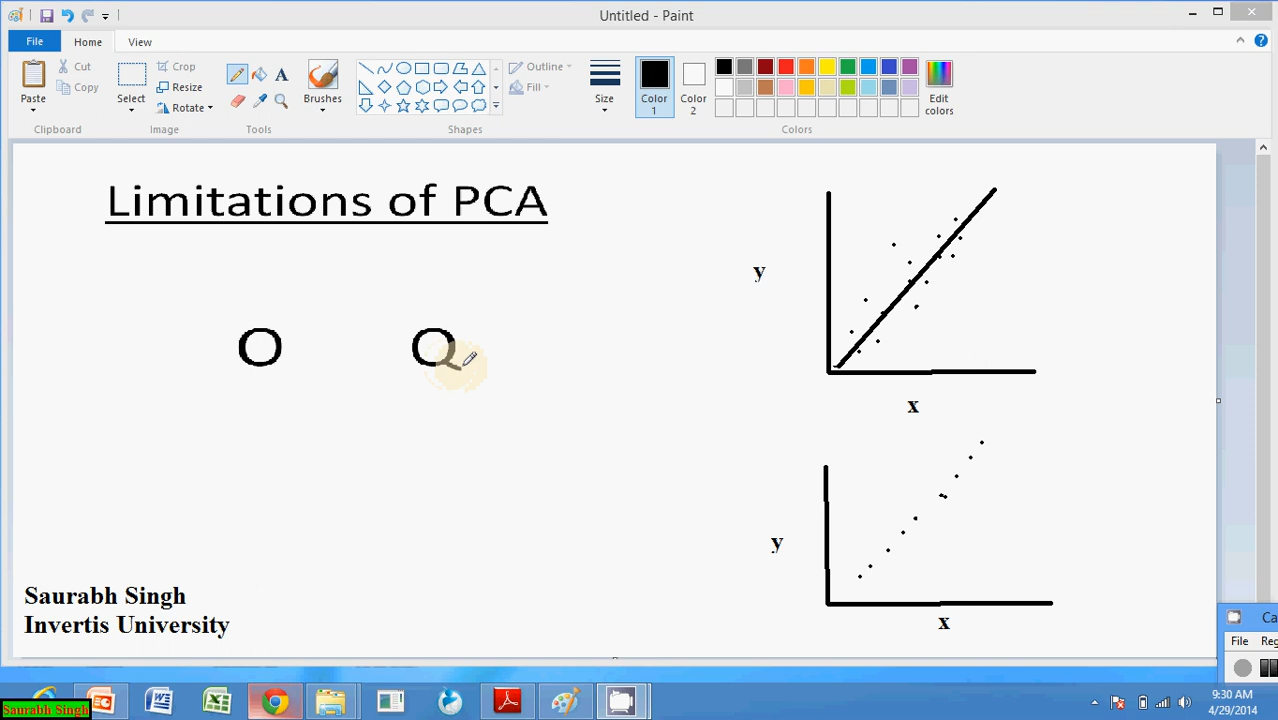 Untitled - Paint
File Home View
Cut
Copy
Paste
Clipboard
Select
Crop
Resize
Rotate
Image
A
Tools
Brushes
Shapes
Outline
Fill
Size
Color 1
Color 2
Edit colors
Colors
Limitations of PCA
O Q
y
x
y
x
Saurabh Singh
Invertis University
File
Saurabh Singh
9:30 AM
4/29/2014